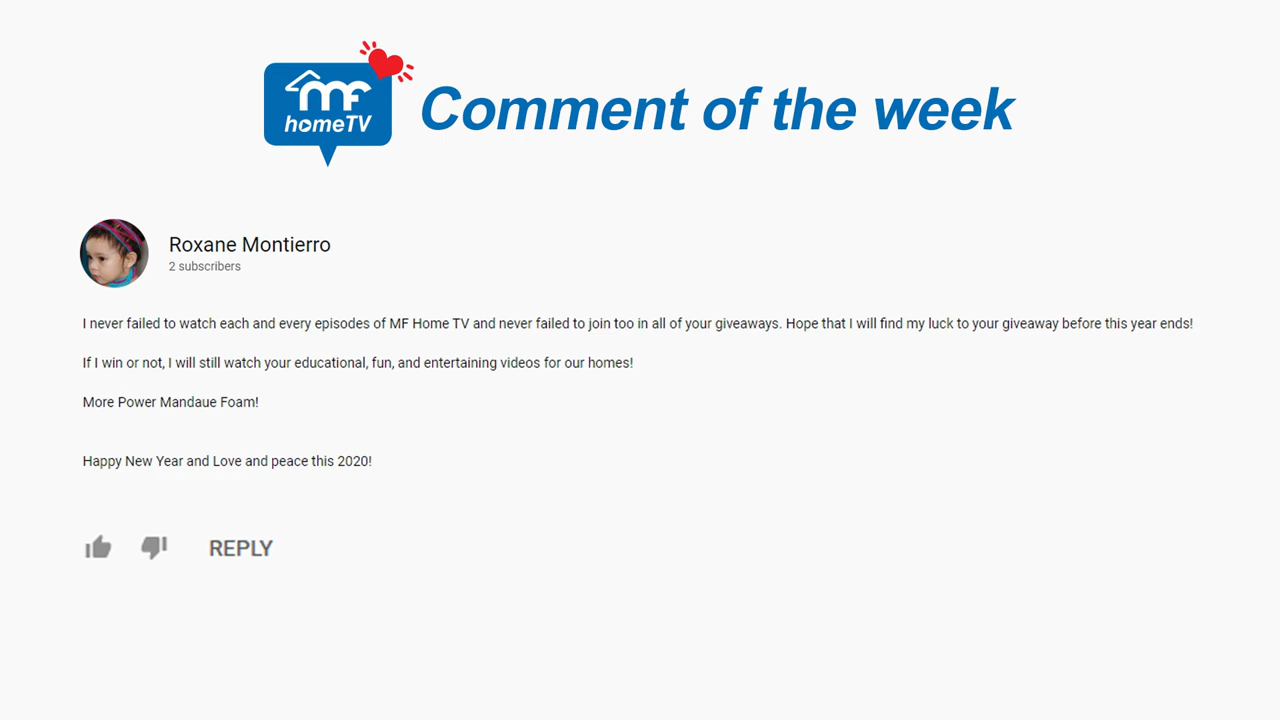 mf
homeTV
Comment of the week
Roxane Montierro
2 subscribers
I never failed to watch each and every episodes of MF Home TV and never failed to join too in all of your giveaways. Hope that I will find my luck to your giveaway before this year ends!
If I win or not, I will still watch your educational, fun, and entertaining videos for our homes!
More Power Mandaue Foam!
Happy New Year and Love and peace this 2020!
REPLY